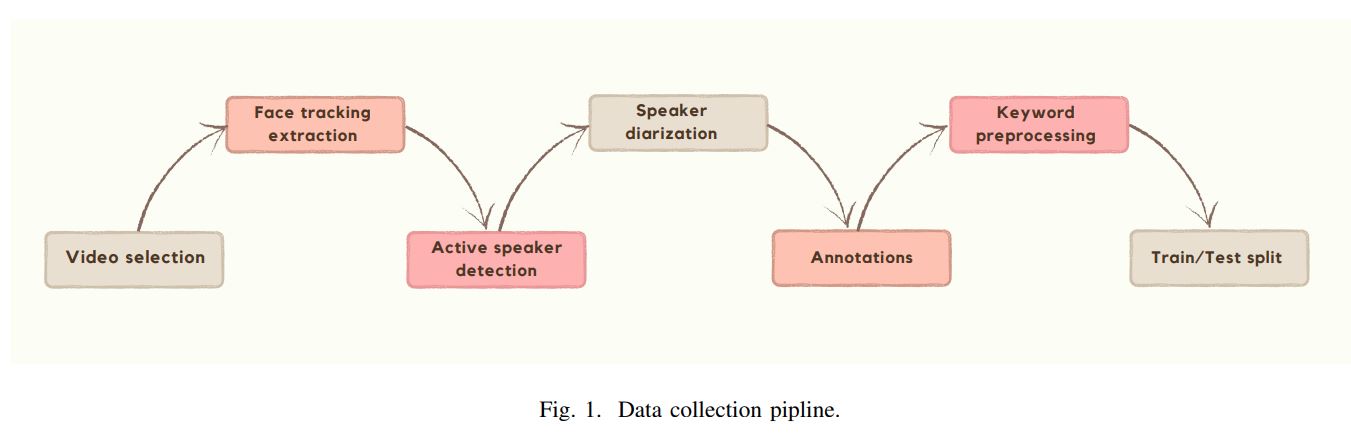 Video selection
Face tracking
extraction
Active speaker
detection
Speaker
diarization
Annotations
Keyword
preprocessing
Train/Test split
Fig. 1. Data collection pipline.